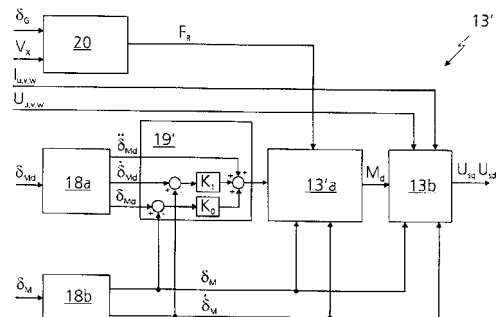 δG
20
FR
13'
VX
Iu,v,w
Uu,v,w
δ̈Md
19'
δMd
18a
δ̇Md
K1
13'a
Md
13b
Usq Usd
δMd
K0
δM
18b
δM
δ̇M